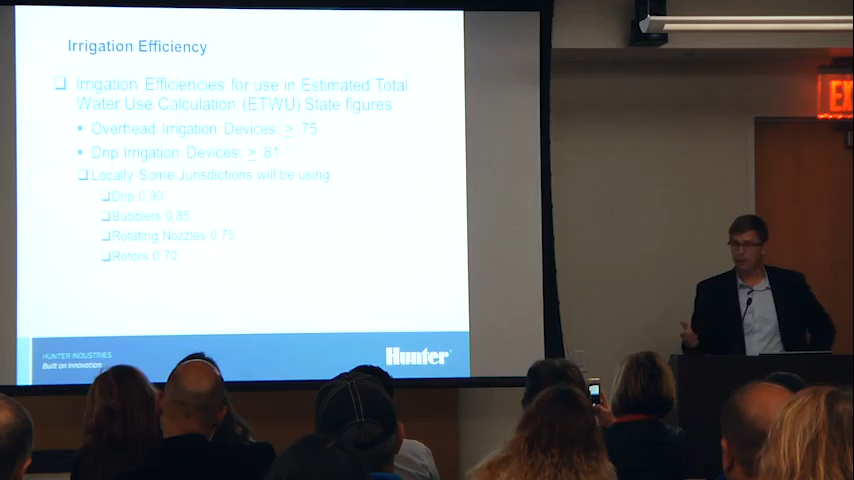 Irrigation Efficiency
❑ Irrigation Efficiencies for use in Estimated Total
Water Use Calculation (ETWU) State figures
• Overhead Irrigation Devices: ≥ 75
• Drip Irrigation Devices: ≥ 81
❑ Locally Some Jurisdictions will be using:
❑ Drip 0.90
❑ Bubblers 0.85
❑ Rotating Nozzles 0.75
❑ Rotors 0.70
HUNTER INDUSTRIES
Built on Innovation
Hunter
EX